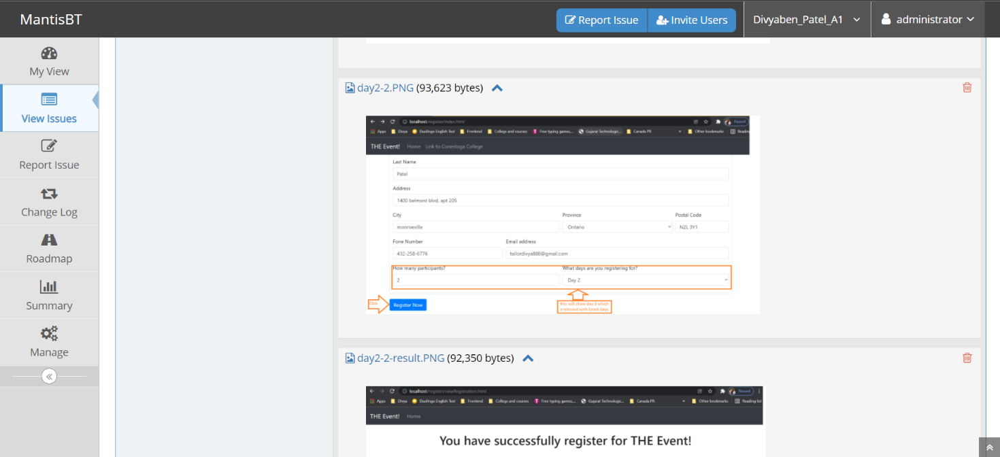 MantisBT
Report Issue
Invite Users
Divyaben_Patel_A1
administrator
My View
View Issues
Report Issue
Change Log
Roadmap
Summary
Manage
day2-2.PNG (93,623 bytes)
localhost/register/index.html
Paused
Apps Divya Duolingo English Test Frontend Collegs and courses Free typing games,... Gujarat Technologic... Canada PR » Other bookmarks Readin
THE Event! Home Link to Conestoga College
Last Name
Patel
Address
1400 belmont blvd, apt 205
City Province Postal Code
monroeville Ontario N2L 3Y1
Fone Number Email address
432-258-6776 tailordivya888@gmail.com
How many participants? What days are you registering for?
2 Day 2
Click Register Now
this will show day 3 which
irrelevant with listed days
day2-2-result.PNG (92,350 bytes)
localhost/register/viewRegistration.html
Paused
Apps Divya Duolingo English Test Frontend Collegs and courses Free typing games,... Gujarat Technologic... Canada PR » Other bookmarks Reading list
THE Event! Home
You have successfully register for THE Event!